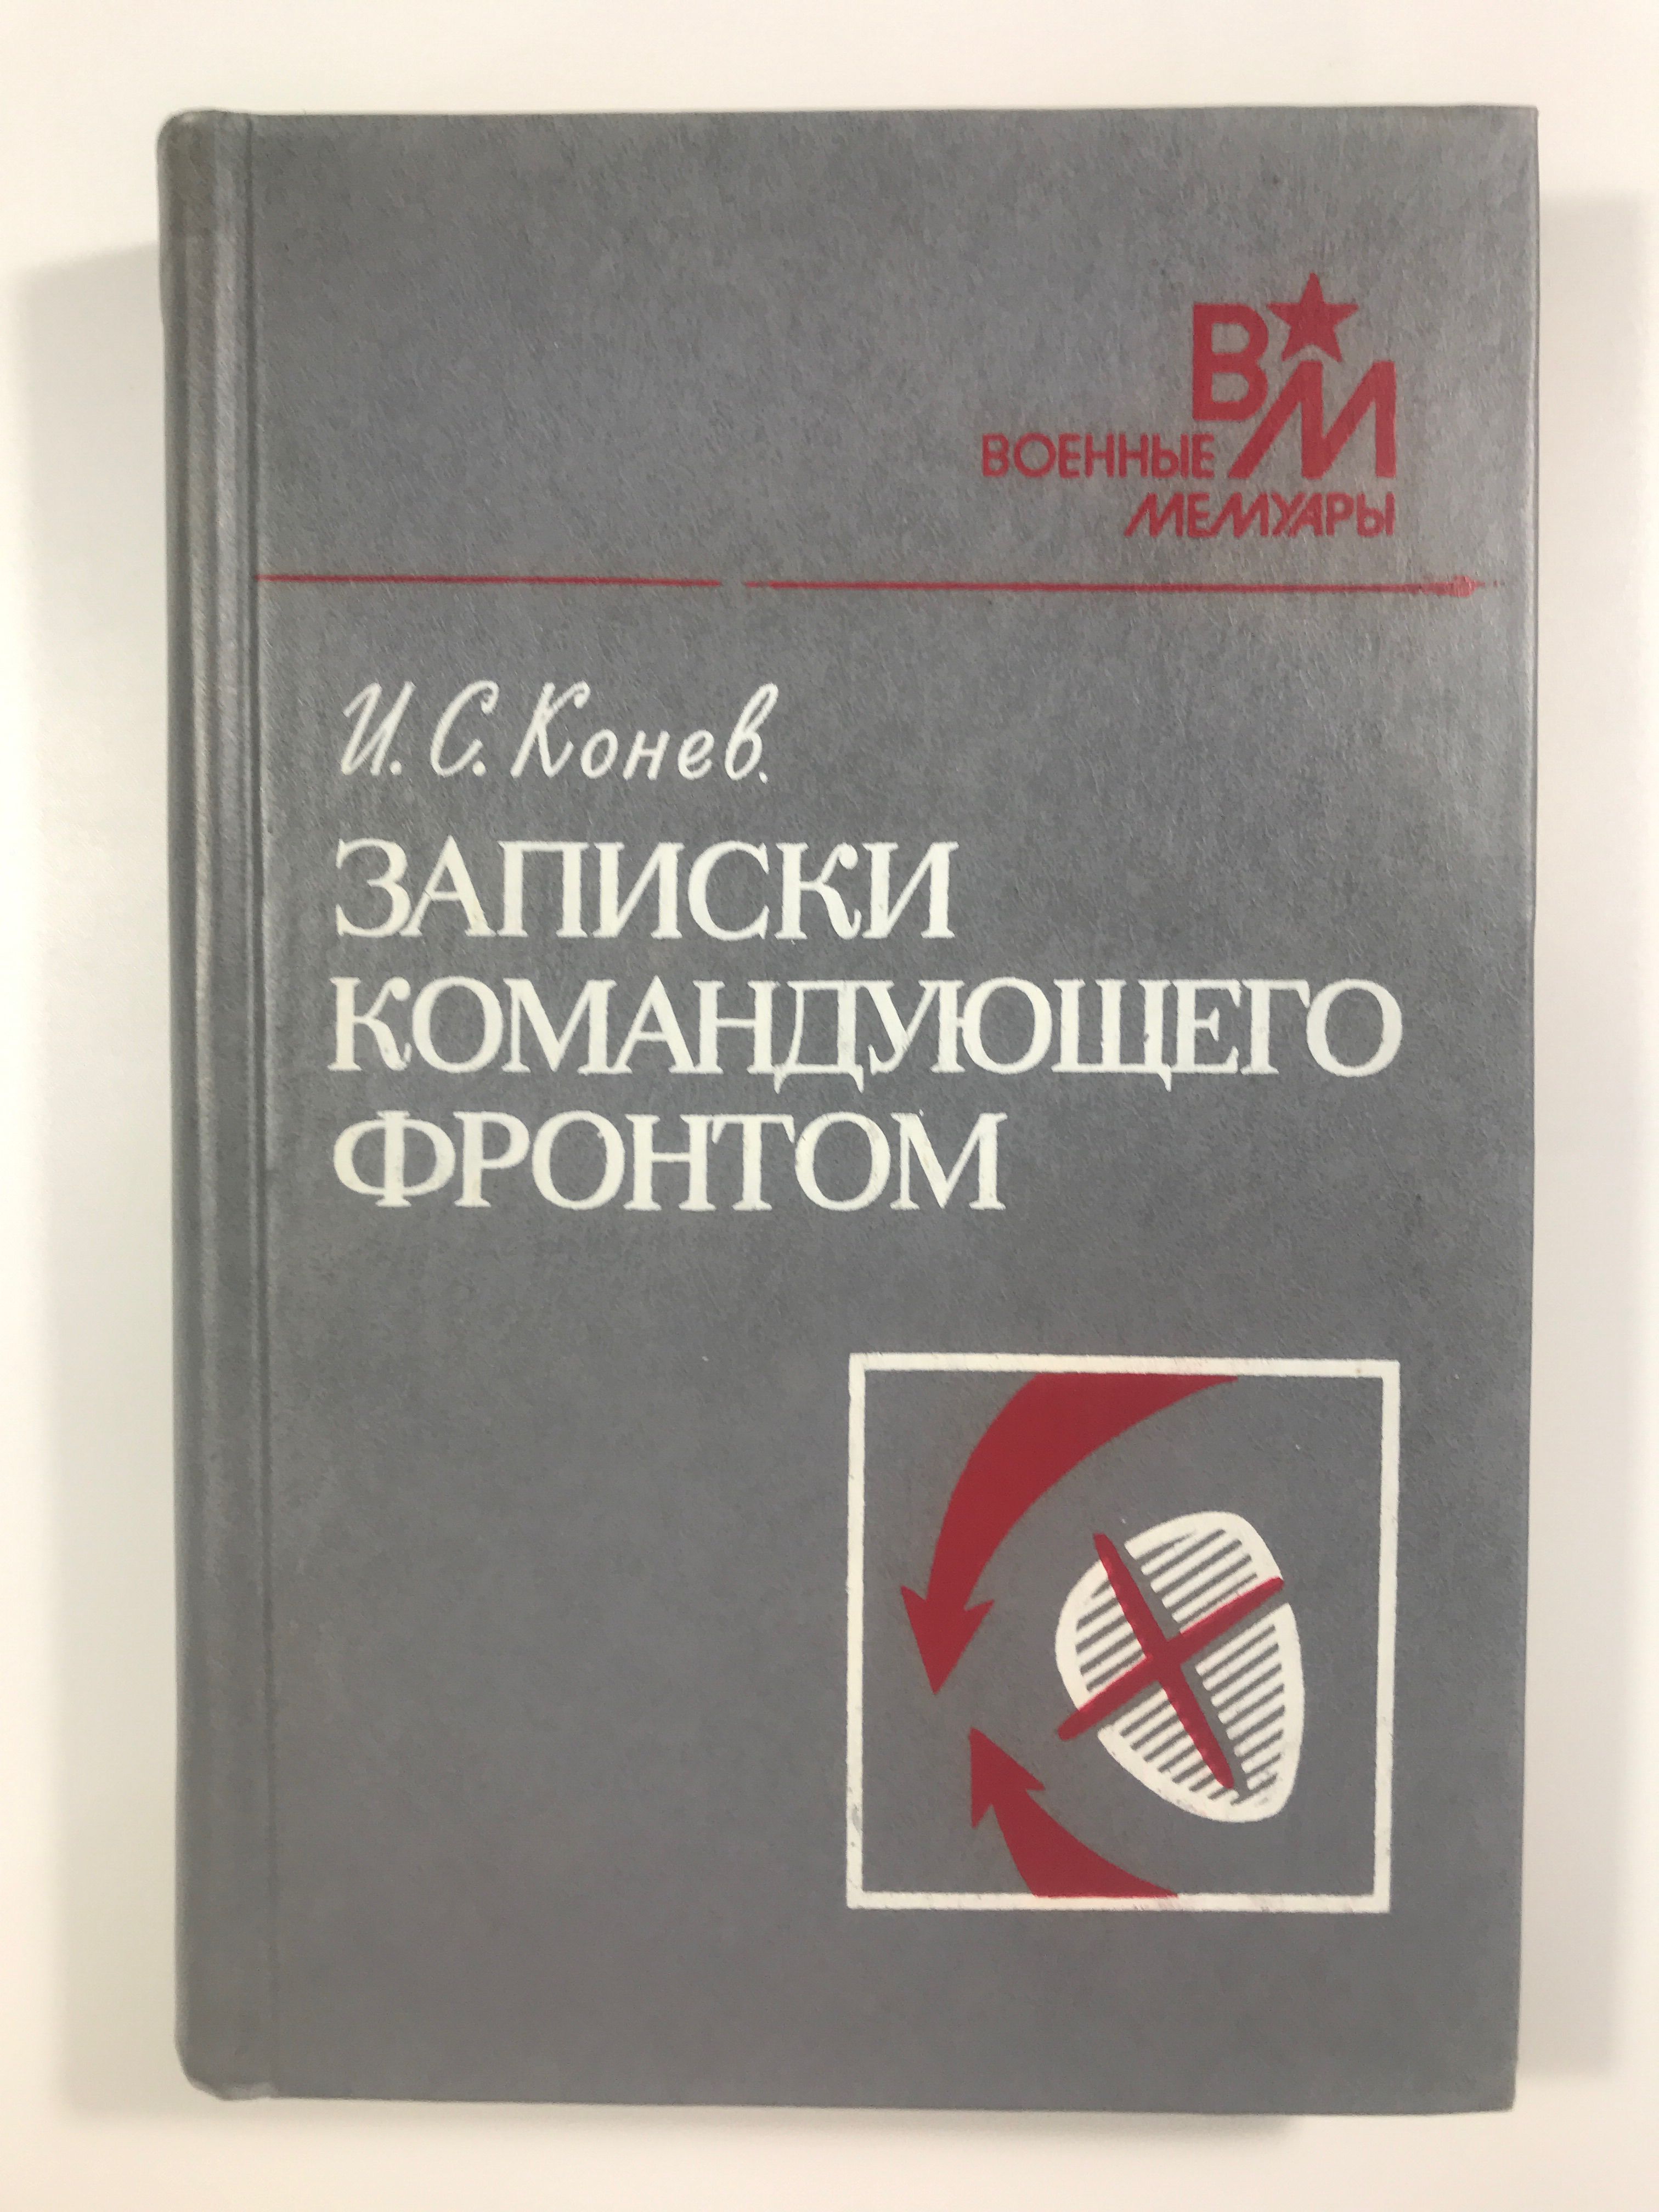 ВМ
ВОЕННЫЕ
МЕМУАРЫ
И. С. Конев.
ЗАПИСКИ
КОМАНДУЮЩЕГО
ФРОНТОМ